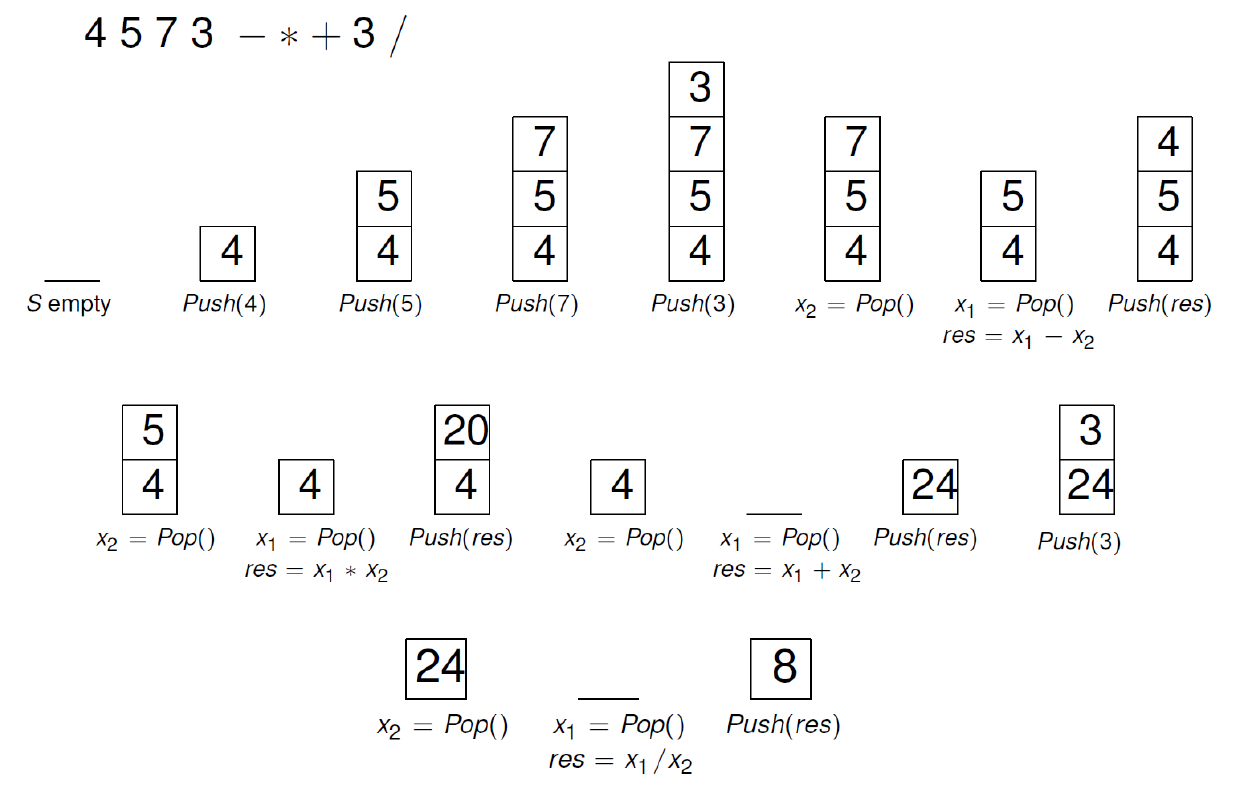 4 5 7 3 − ∗ + 3 /
3
7 7 7 4
5 5 5 5 5 5
4 4 4 4 4 4 4
S empty Push(4) Push(5) Push(7) Push(3) x₂ = Pop() x₁ = Pop() Push(res)
res = x₁ − x₂
5 20 3
4 4 4 4 24 24
x₂ = Pop() x₁ = Pop() Push(res) x₂ = Pop() x₁ = Pop() Push(res) Push(3)
res = x₁ ∗ x₂ res = x₁ + x₂
24 8
x₂ = Pop() x₁ = Pop() Push(res)
res = x₁/x₂